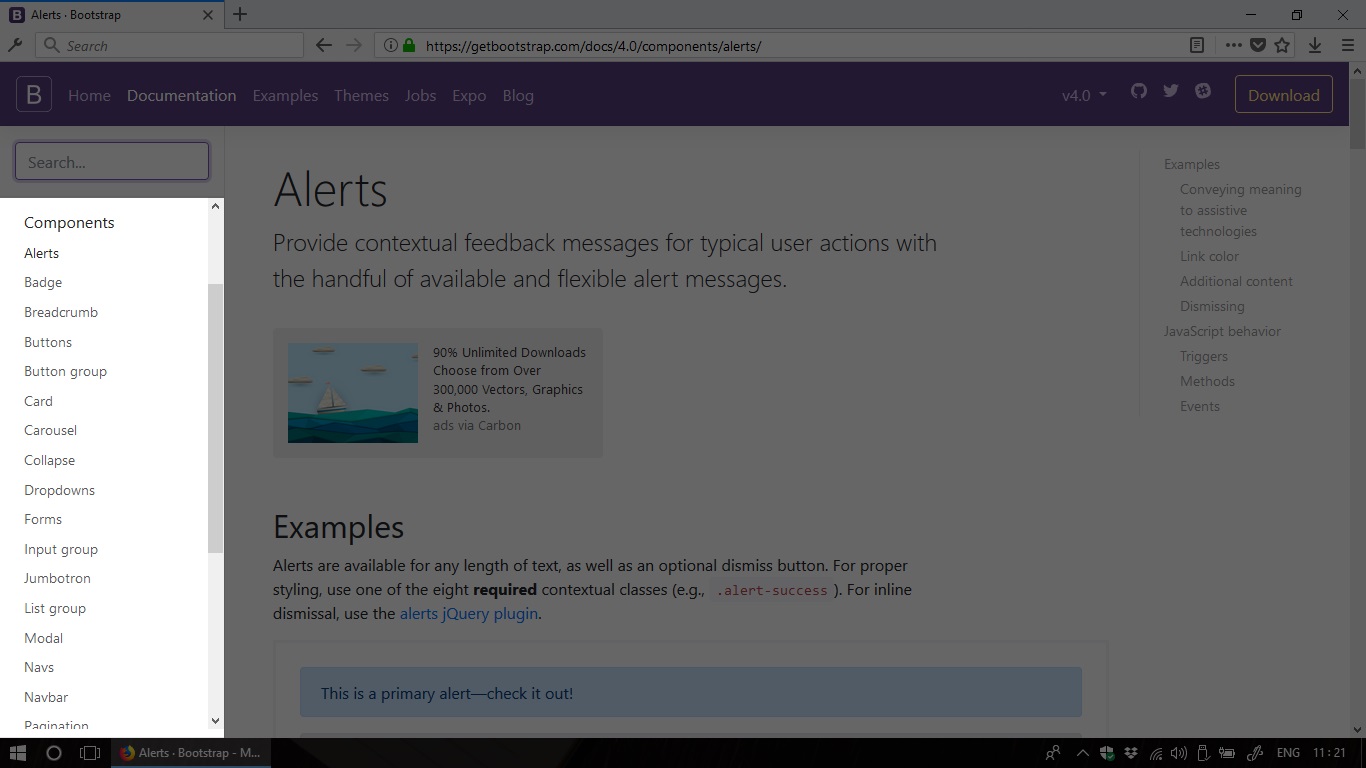 B Alerts · Bootstrap
Search
https://getbootstrap.com/docs/4.0/components/alerts/
B Home Documentation Examples Themes Jobs Expo Blog v4.0 Download
Search...
Components
Alerts
Badge
Breadcrumb
Buttons
Button group
Card
Carousel
Collapse
Dropdowns
Forms
Input group
Jumbotron
List group
Modal
Navs
Navbar
Pagination
Alerts
Provide contextual feedback messages for typical user actions with
the handful of available and flexible alert messages.
90% Unlimited Downloads
Choose from Over
300,000 Vectors, Graphics
& Photos.
ads via Carbon
Examples
Alerts are available for any length of text, as well as an optional dismiss button. For proper
styling, use one of the eight required contextual classes (e.g., .alert-success ). For inline
dismissal, use the alerts jQuery plugin.
This is a primary alert—check it out!
Examples
Conveying meaning
to assistive
technologies
Link color
Additional content
Dismissing
JavaScript behavior
Triggers
Methods
Events
Alerts · Bootstrap - M...
ENG 11:21